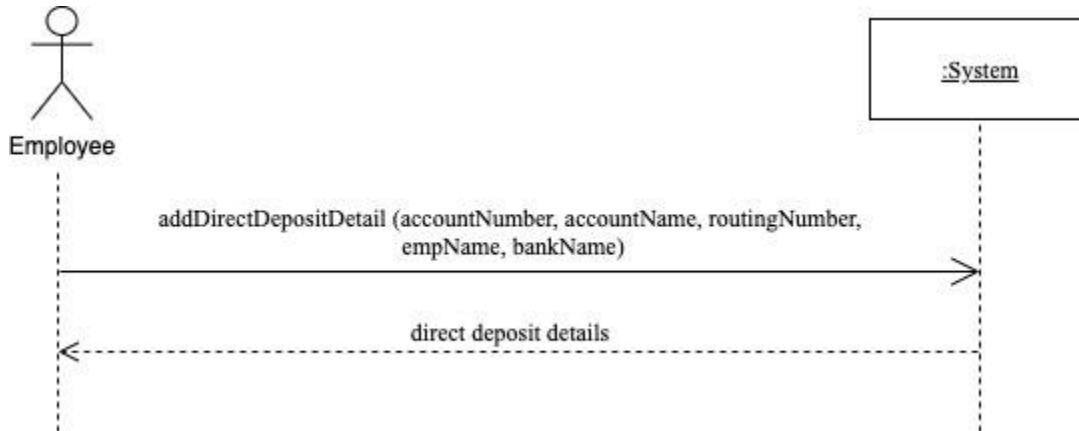 :System
Employee
addDirectDepositDetail (accountNumber, accountName, routingNumber,
empName, bankName)
direct deposit details